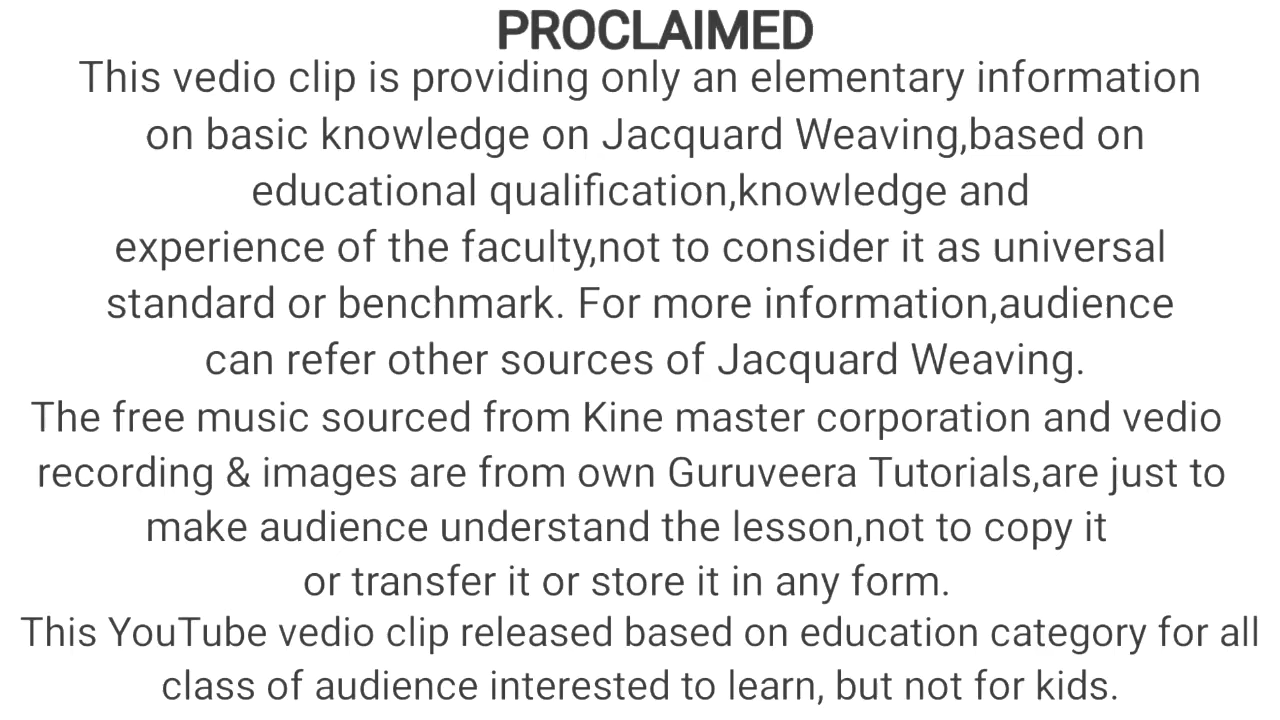 PROCLAIMED
This vedio clip is providing only an elementary information
on basic knowledge on Jacquard Weaving,based on
educational qualification,knowledge and
experience of the faculty,not to consider it as universal
standard or benchmark. For more information,audience
can refer other sources of Jacquard Weaving.
The free music sourced from Kine master corporation and vedio
recording & images are from own Guruveera Tutorials,are just to
make audience understand the lesson,not to copy it
or transfer it or store it in any form.
This YouTube vedio clip released based on education category for all
class of audience interested to learn, but not for kids.